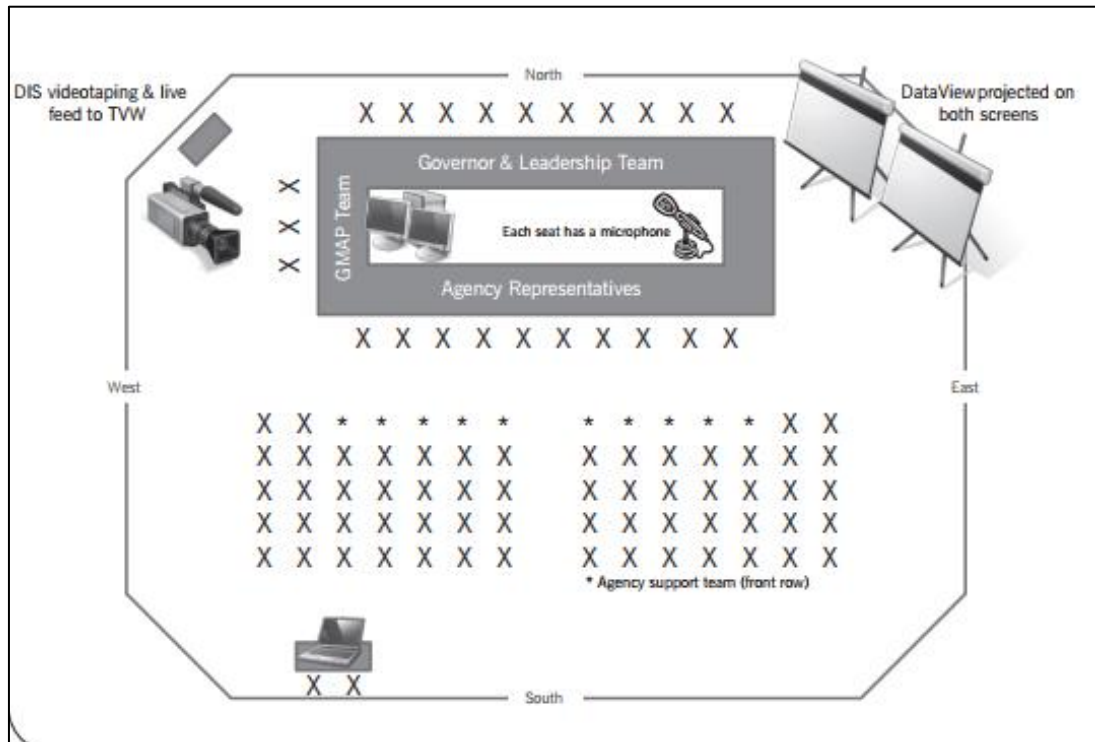 North
DIS videotaping & live
feed to TVW
DataView projected on
both screens
X X X X X X X X X X
Governor & Leadership Team
GMAP Team
X
X
X
Each seat has a microphone
Agency Representatives
X X X X X X X X X X
West
East
X X * * * * * * * * * * X X
X X X X X X X X X X X X X X
X X X X X X X X X X X X X X
X X X X X X X X X X X X X X
X X X X X X X X X X X X X X
* Agency support team (front row)
X X
South